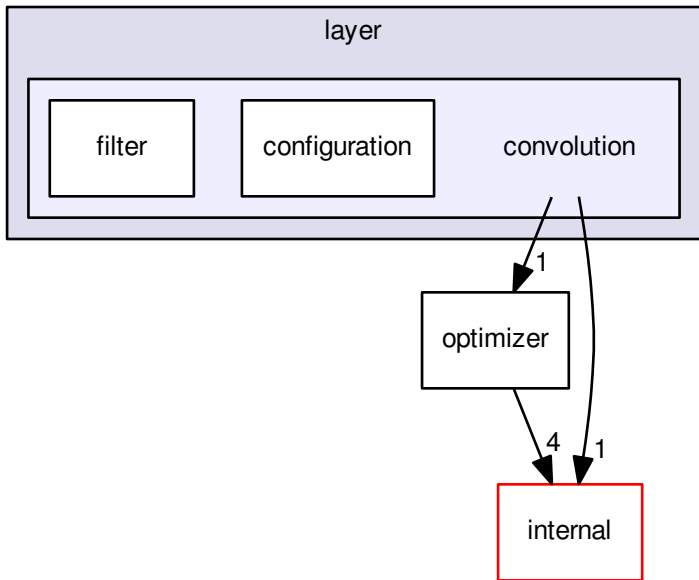 layer
filter
configuration
convolution
1
optimizer
4
1
internal